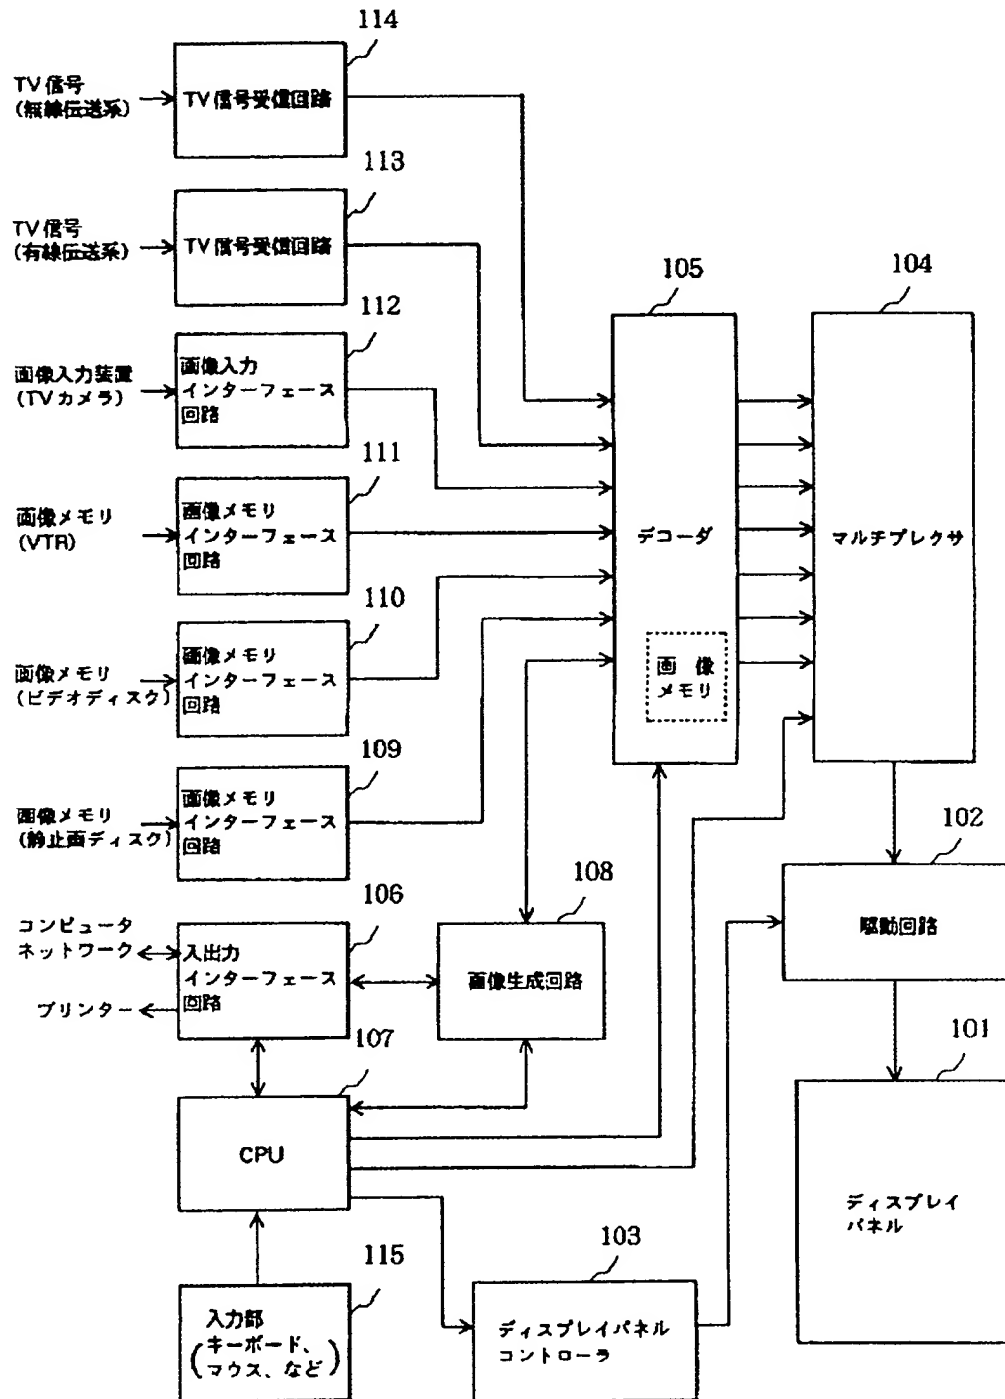 114
TV信号
(無線伝送系)
TV信号受信回路
113
TV信号
(有線伝送系)
TV信号受信回路
112
画像入力装置
(TVカメラ)
画像入力
インターフェース
回路
105
104
111
画像メモリ
(VTR)
画像メモリ
インターフェース
回路
デコーダ
マルチプレクサ
110
画像メモリ
(ビデオディスク)
画像メモリ
インターフェース
回路
画像
メモリ
109
画像メモリ
(静止画ディスク)
画像メモリ
インターフェース
回路
102
駆動回路
106
コンピュータ
ネットワーク
プリンター
入出力
インターフェース
回路
108
画像生成回路
101
ディスプレイ
パネル
107
CPU
115
入力部
(キーボード、
マウス、など)
103
ディスプレイパネル
コントローラ